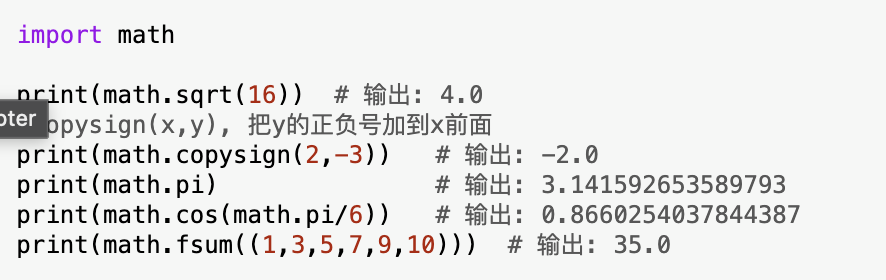 import math
print(math.sqrt(16))  # 输出: 4.0
opysign(x,y), 把y的正负号加到x前面
print(math.copysign(2,-3))   # 输出: -2.0
print(math.pi)               # 输出: 3.141592653589793
print(math.cos(math.pi/6))   # 输出: 0.8660254037844387
print(math.fsum((1,3,5,7,9,10)))  # 输出: 35.0
oter